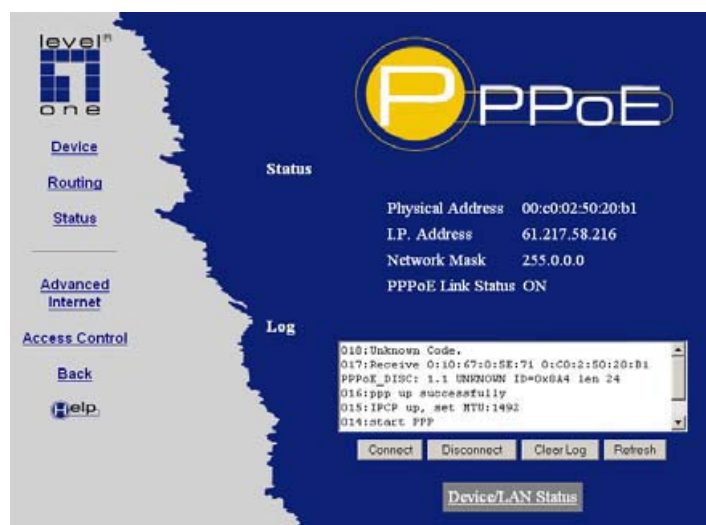 level®
one
Device
Routing
Status
Advanced
Internet
Access Control
Back
Help
PPPoE
Status
Physical Address 00:c0:02:50:20:b1
I.P. Address 61.217.58.216
Network Mask 255.0.0.0
PPPoE Link Status ON
Log
018:Unknown Code.
017:Receive 0:10:67:0:5E:71 0:C0:2:50:20:B1
PPPoE_DISC: 1.1 UNKNOWN ID=0x8A4 len 24
016:ppp up successfully
015:IPCP up, set MTU:1492
014:start PPP
Connect Disconnect Clear Log Refresh
Device/LAN Status